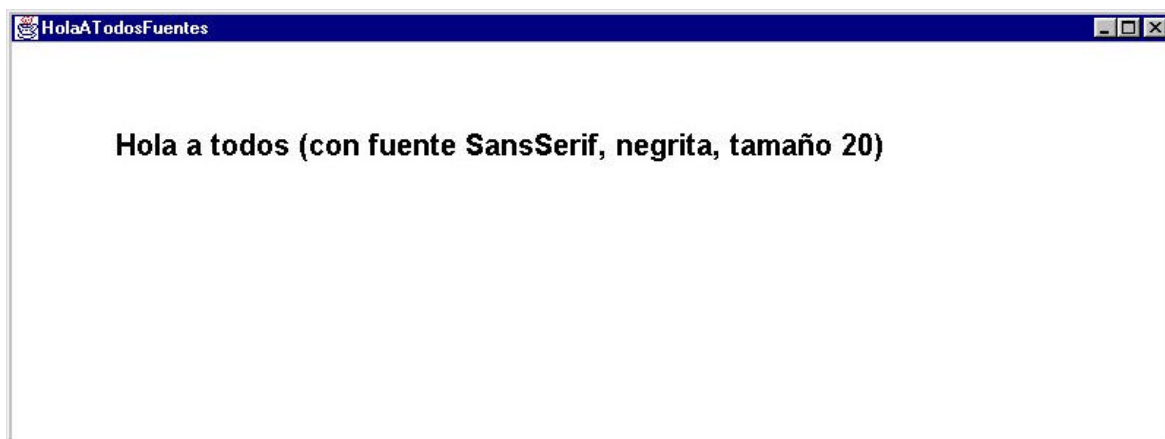 HolaATodosFuentes
Hola a todos (con fuente SansSerif, negrita, tamaño 20)